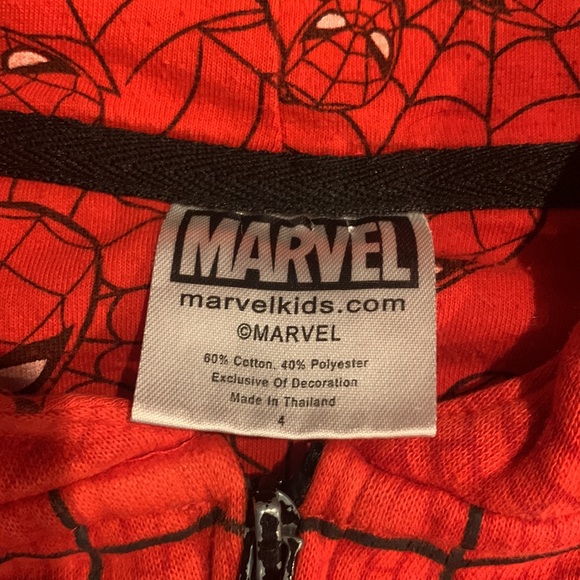 MARVEL
marvelkids.com
©MARVEL
60% Cotton, 40% Polyester
Exclusive Of Decoration
Made In Thailand
4